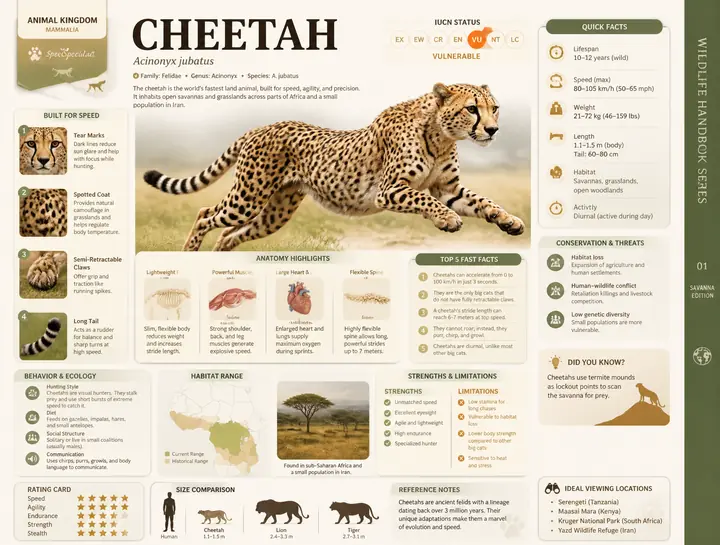 ANIMAL KINGDOM
MAMMALIA
CHEETAH
Acinonyx jubatus
Family: Felidae • Genus: Acinonyx • Species: A. jubatus
The cheetah is the world's fastest land animal, built for speed, agility, and precision.
It inhabits open savannas and grasslands across parts of Africa and a small
population in Iran.
IUCN STATUS
EX EW CR EN VU NT LC
VULNERABLE
QUICK FACTS
Lifespan
10–12 years (wild)
Speed (max)
80–105 km/h (50–65 mph)
Weight
21–72 kg (46–159 lbs)
Length
1.1–1.5 m (body)
Tail: 60–80 cm
Habitat
Savannas, grasslands,
open woodlands
Diurnal (active during day)
WILDLIFE HANDBOOK
01
SAVANNA
EDITION
BUILT FOR SPEED
1
Tear Marks
Dark lines reduce
sun glare and help
with focus while
hunting.
2
Spotted Coat
Provides natural
camouflage in
grasslands and
helps regulate
body temperature.
3
Semi-Retractable
Claws
Offer grip and
traction like
running spikes.
4
Long Tail
Acts as a rudder
for balance and
sharp turns at
high speed.
ANATOMY HIGHLIGHTS
Lightweight
Slim, flexible body
reduces weight and
increases stride
length.
Powerful
Strong shoulder,
back, and leg
muscles generate
explosive speed.
Large Heart &
Enlarged heart and
lungs supply
maximum oxygen
during sprints.
Flexible
Highly flexible
spine allows long,
powerful strides
up to 7 meters.
TOP 5 FAST FACTS
1 Cheetahs can accelerate from 0 to
100 km/h in just 3 seconds.
2 They are the only big cats that
do not have fully retractable claws.
3 A cheetah's stride length can
reach 6–7 meters at top speed.
4 They cannot roar; instead, they
purr, chirp, and growl.
5 Cheetahs are diurnal, unlike most
other big cats.
CONSERVATION & THREATS
Habitat loss
Expansion of agriculture and
human settlements.
Human–wildlife conflict
Retaliation killings and livestock
competition.
Low genetic diversity
Small populations are more
vulnerable.
DID YOU KNOW?
Cheetahs use termite mounds
as lookout points to scan
the savanna for prey.
BEHAVIOR & ECOLOGY
Hunting Style
Cheetahs are visual hunters. They stalk
prey and use short bursts of extreme
speed to catch it.
Diet
Feeds on gazelles, impalas, hares,
and small antelopes.
Social Structure
Solitary or live in small coalitions
(usually males).
Communication
Uses chirps, purrs, growls, and body
language to communicate.
HABITAT RANGE
Current Range
Historical Range
Found in sub-Saharan Africa and
a small population in Iran.
STRENGTHS & LIMITATIONS
STRENGTHS
Unmatched speed
Excellent eyesight
Agile and lightweight
High endurance
Specialized hunter
LIMITATIONS
Low stamina for
long chases
Vulnerable to habitat
loss
Lower body strength
compared to other
big cats
Sensitive to heat
and stress
RATING CARD
Speed
Agility
Endurance
Strength
Stealth
SIZE COMPARISON
Human
Cheetah
1.1–1.5 m
Lion
2.4–3.3 m
Tiger
2.7–3.1 m
REFERENCE NOTES
Cheetahs are ancient felids with a lineage
dating back over 3 million years. Their
unique adaptations make them a marvel
of evolution and speed.
IDEAL VIEWING LOCATIONS
• Serengeti (Tanzania)
• Maasai Mara (Kenya)
• Kruger National Park (South Africa)
• Yazd Wildlife Refuge (Iran)